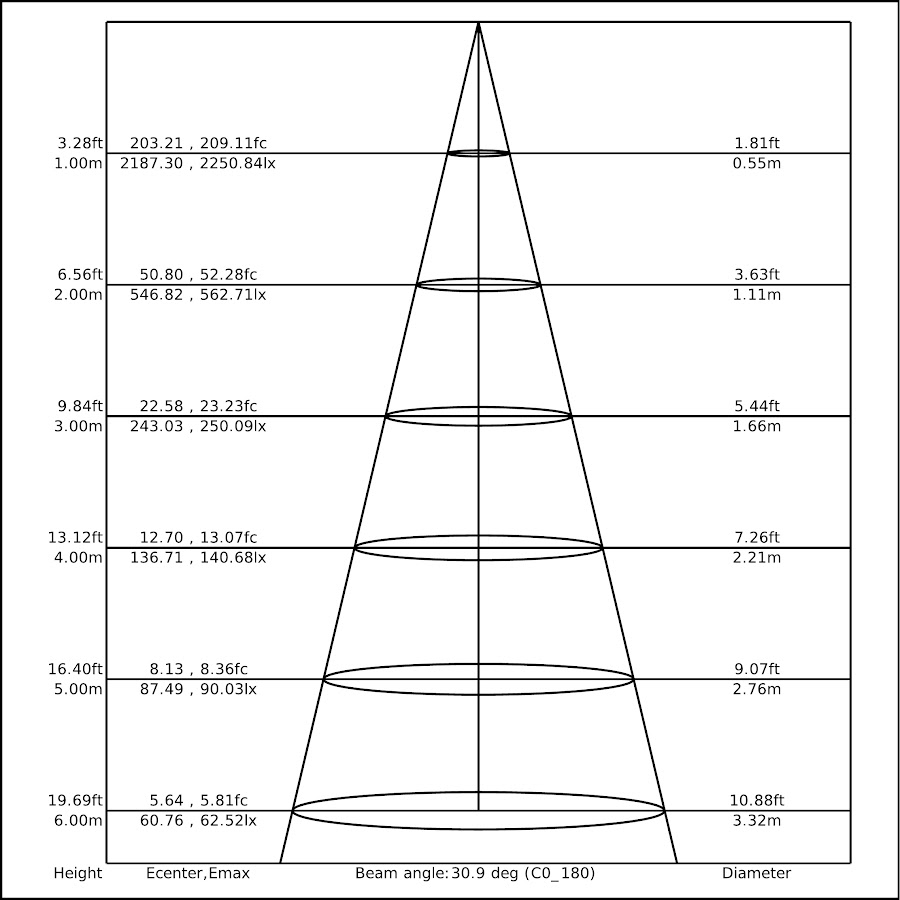 3.28ft 203.21 , 209.11fc 1.81ft
1.00m 2187.30 , 2250.84lx 0.55m
6.56ft 50.80 , 52.28fc 3.63ft
2.00m 546.82 , 562.71lx 1.11m
9.84ft 22.58 , 23.23fc 5.44ft
3.00m 243.03 , 250.09lx 1.66m
13.12ft 12.70 , 13.07fc 7.26ft
4.00m 136.71 , 140.68lx 2.21m
16.40ft 8.13 , 8.36fc 9.07ft
5.00m 87.49 , 90.03lx 2.76m
19.69ft 5.64 , 5.81fc 10.88ft
6.00m 60.76 , 62.52lx 3.32m
Height Ecenter,Emax Beam angle:30.9 deg (C0_180) Diameter